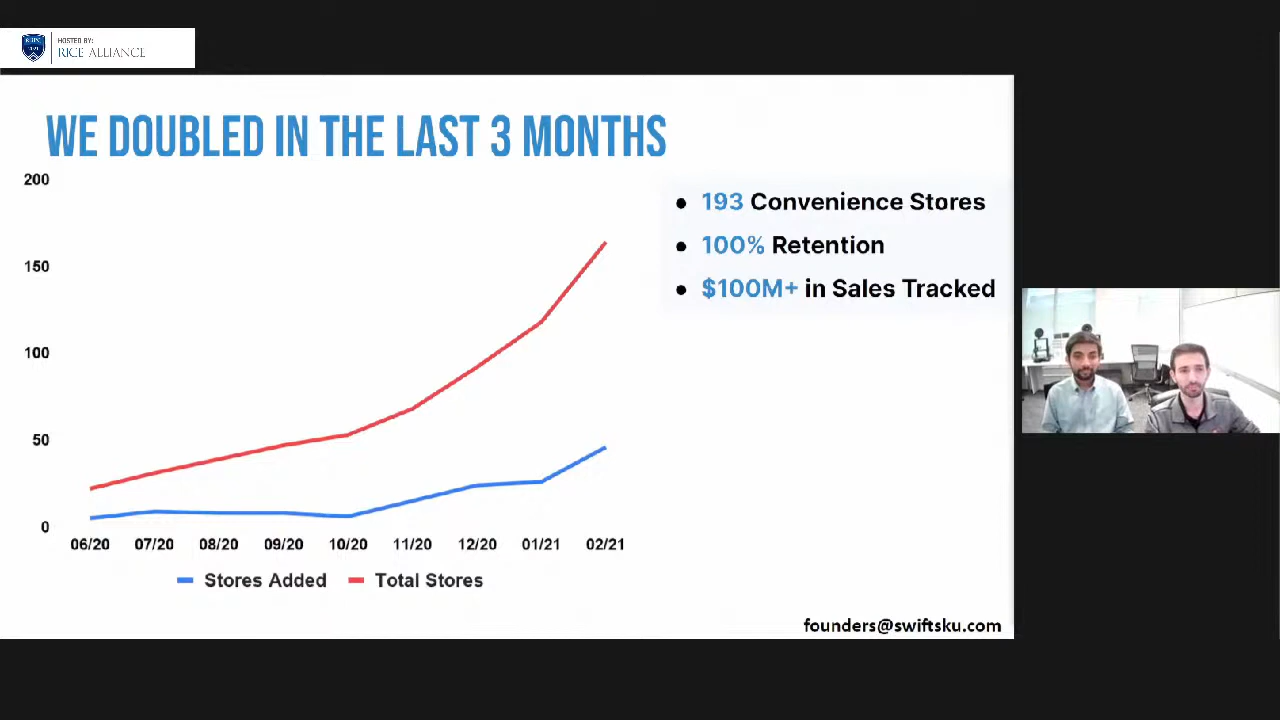 HOSTED BY:
RICE ALLIANCE
WE DOUBLED IN THE LAST 3 MONTHS
200
150
100
50
0
06/20 07/20 08/20 09/20 10/20 11/20 12/20 01/21 02/21
Stores Added Total Stores
• 193 Convenience Stores
• 100% Retention
• $100M+ in Sales Tracked
founders@swiftsku.com